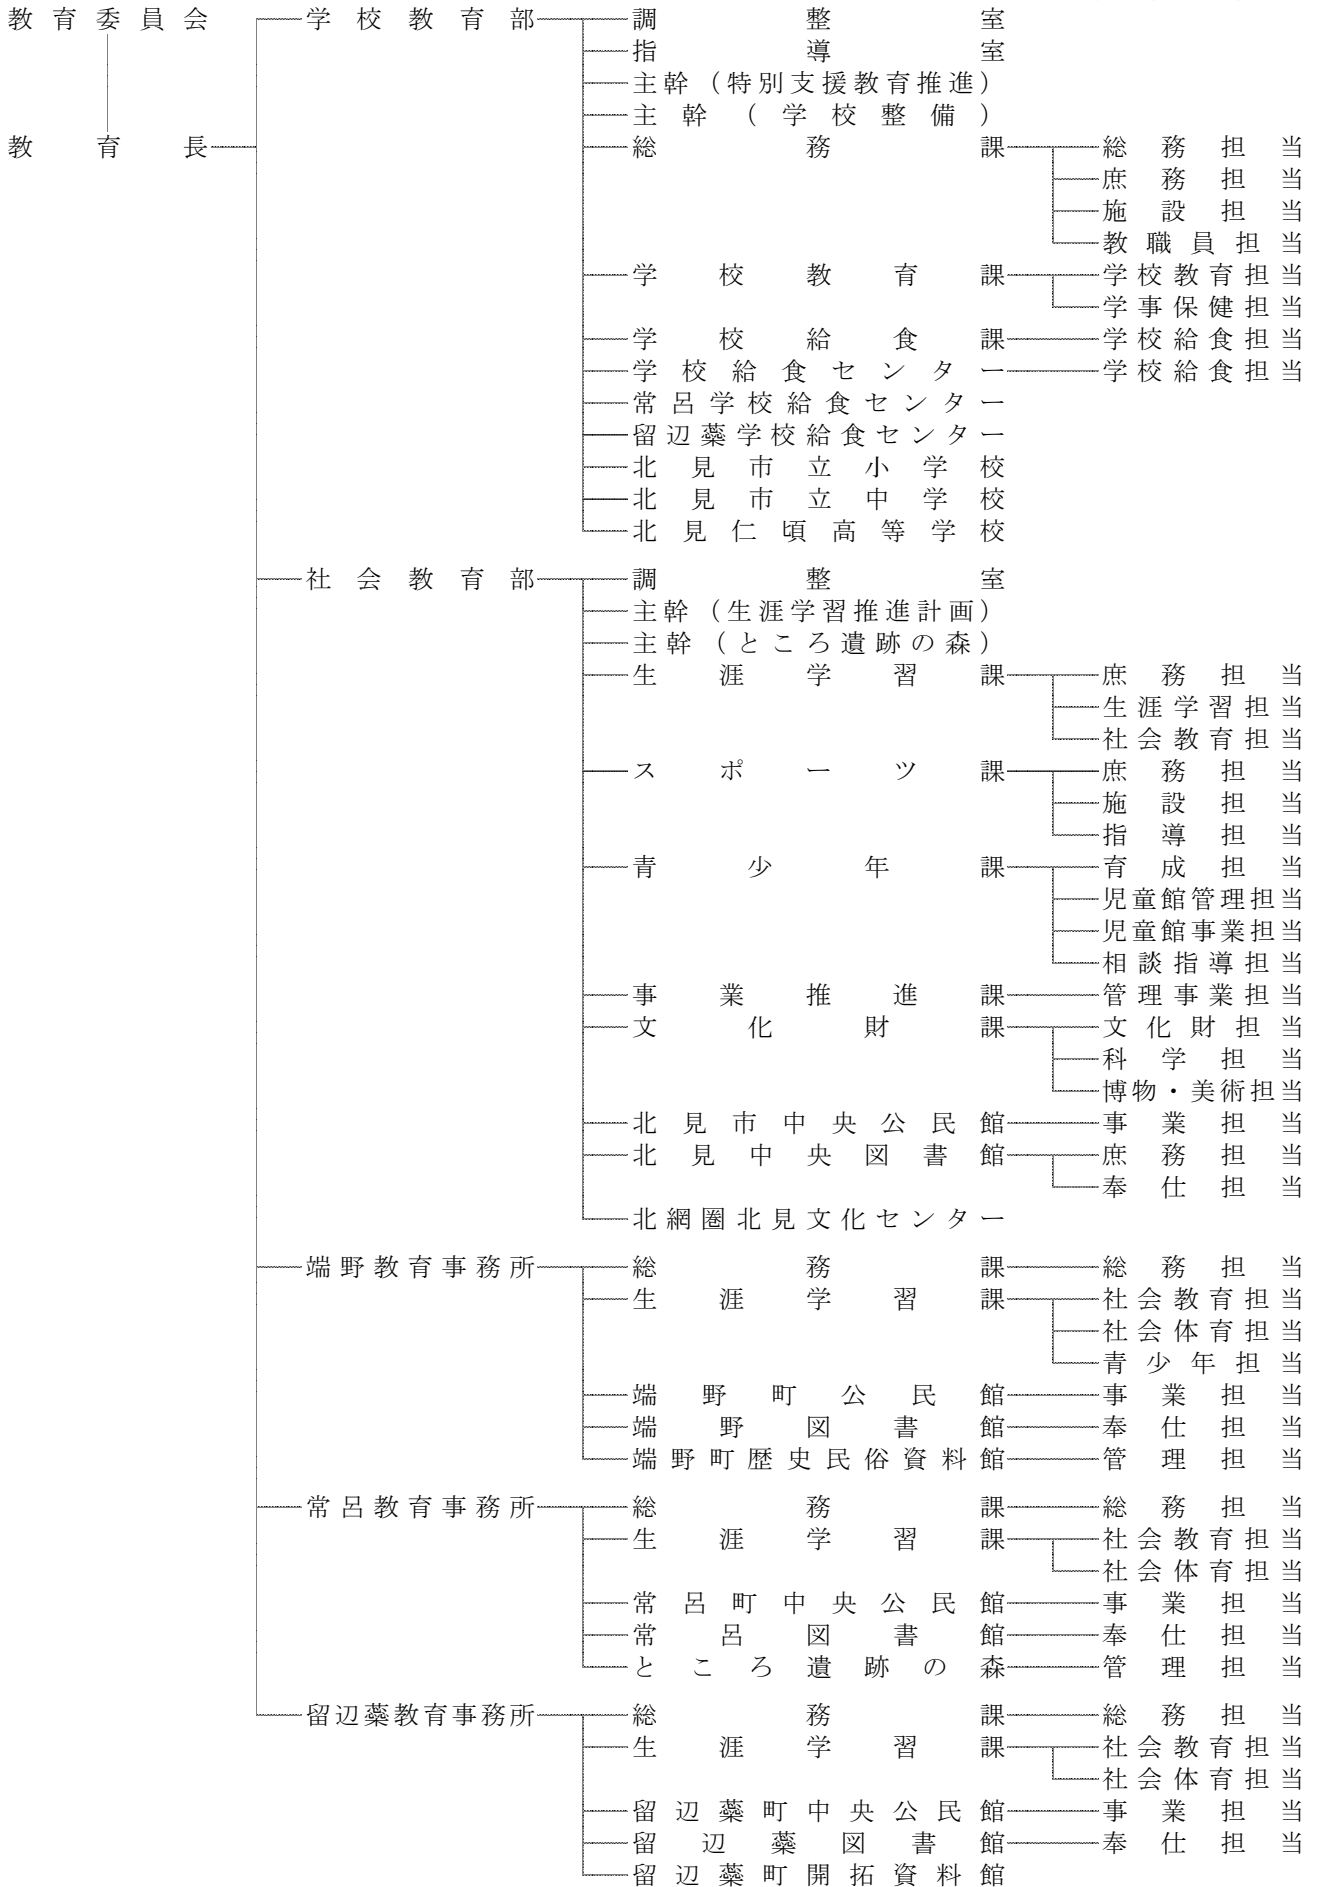 教育委員会 学校教育部 調整室
指導室
主幹（特別支援教育推進）
主幹（学校整備）
教育長 総務課 総務担当
庶務担当
施設担当
教職員担当
学校教育課 学校教育担当
学事保健担当
学校給食課 学校給食担当
学校給食センター 学校給食担当
常呂学校給食センター
留辺蘂学校給食センター
北見市立小学校
北見市立中学校
北見仁頃高等学校
社会教育部 調整室
主幹（生涯学習推進計画）
主幹（ところ遺跡の森）
生涯学習課 庶務担当
生涯学習担当
社会教育担当
スポーツ課 庶務担当
施設担当
指導担当
青少年課 育成担当
児童館管理担当
児童館事業担当
相談指導担当
事業推進課 管理事業担当
文化財課 文化財担当
科学担当
博物・美術担当
北見市中央公民館 事業担当
北見中央図書館 庶務担当
奉仕担当
北網圏北見文化センター
端野教育事務所 総務課 総務担当
生涯学習課 社会教育担当
社会体育担当
青少年担当
端野町公民館 事業担当
端野図書館 奉仕担当
端野町歴史民俗資料館 管理担当
常呂教育事務所 総務課 総務担当
生涯学習課 社会教育担当
社会体育担当
常呂町中央公民館 事業担当
常呂図書館 奉仕担当
ところ遺跡の森 管理担当
留辺蘂教育事務所 総務課 総務担当
生涯学習課 社会教育担当
社会体育担当
留辺蘂町中央公民館 事業担当
留辺蘂図書館 奉仕担当
留辺蘂町開拓資料館